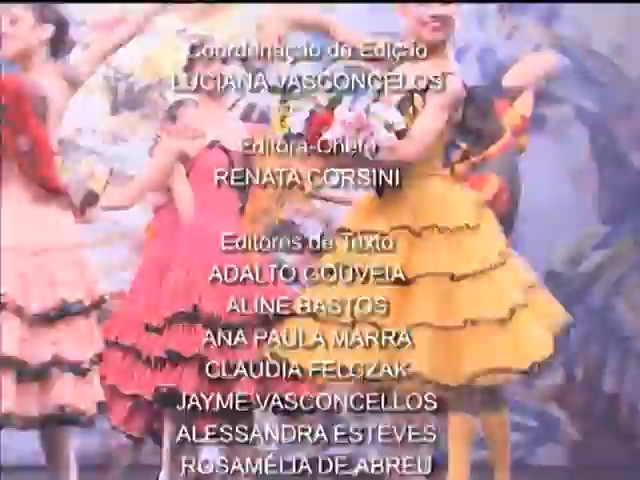 Coordenação de Edição
LUCIANA VASCONCELOS
Editora-Chefe
RENATA CORSINI
Editores de Texto
ADALTO GOUVEIA
ALINE BASTOS
ANA PAULA MARRA
CLAUDIA FELCZAK
JAYME VASCONCELLOS
ALESSANDRA ESTEVES
ROSAMÉLIA DE ABREU